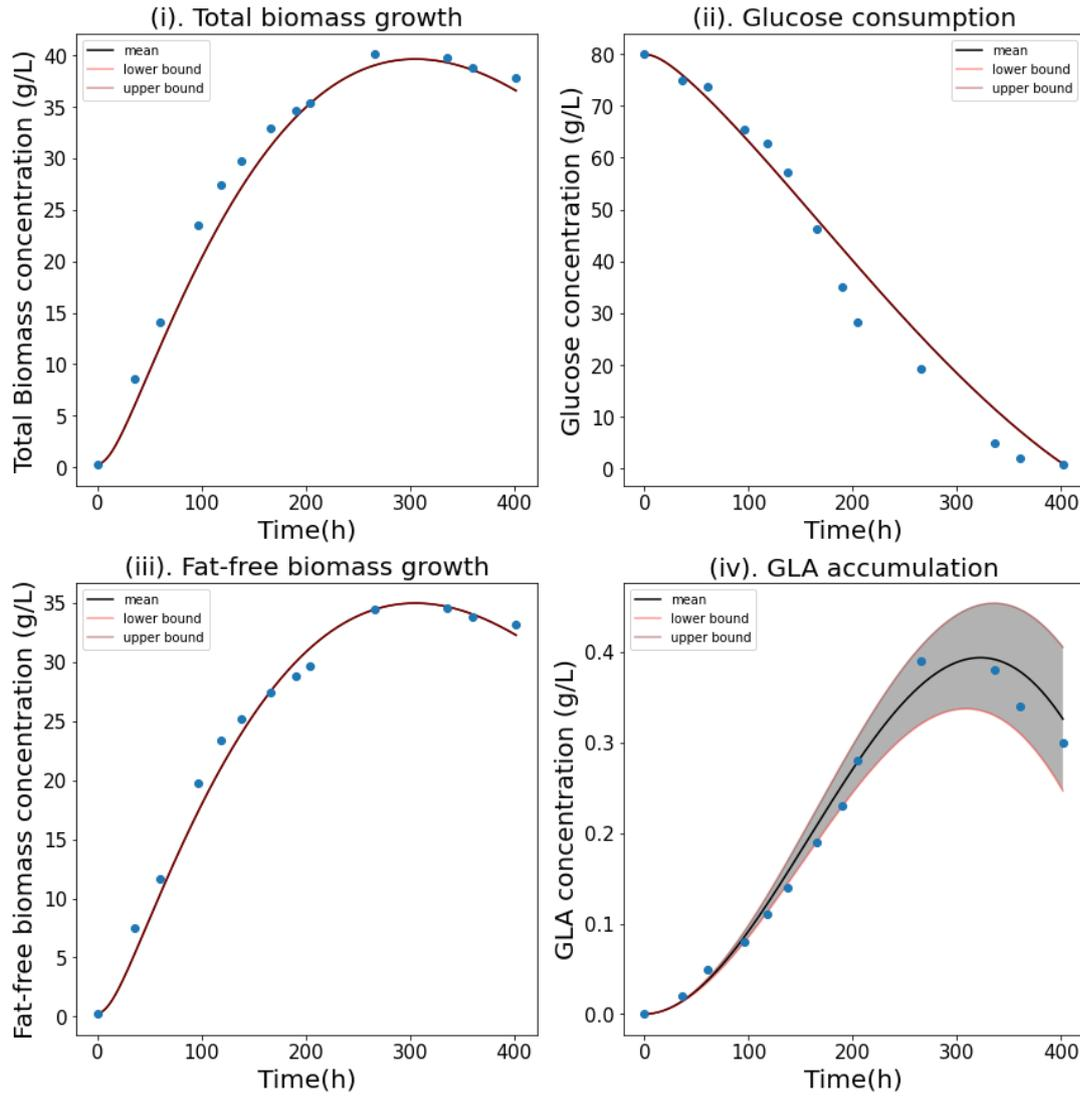 (i). Total biomass growth
Total Biomass concentration (g/L)
40
35
30
25
20
15
10
5
0
mean
lower bound
upper bound
0 100 200 300 400
Time(h)
(ii). Glucose consumption
Glucose concentration (g/L)
80
70
60
50
40
30
20
10
0
mean
lower bound
upper bound
0 100 200 300 400
Time(h)
(iii). Fat-free biomass growth
Fat-free biomass concentration (g/L)
35
30
25
20
15
10
5
0
mean
lower bound
upper bound
0 100 200 300 400
Time(h)
(iv). GLA accumulation
GLA concentration (g/L)
0.4
0.3
0.2
0.1
0.0
mean
lower bound
upper bound
0 100 200 300 400
Time(h)